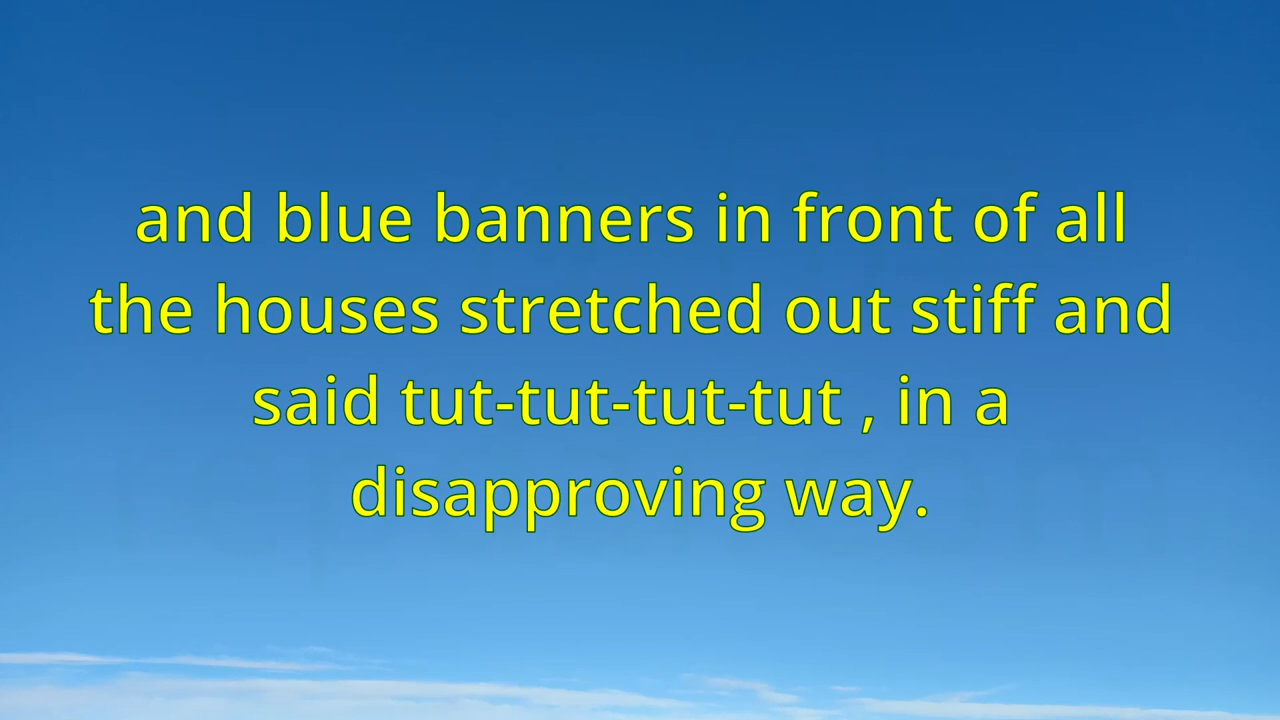 and blue banners in front of all
the houses stretched out stiff and
said tut-tut-tut-tut , in a
disapproving way.